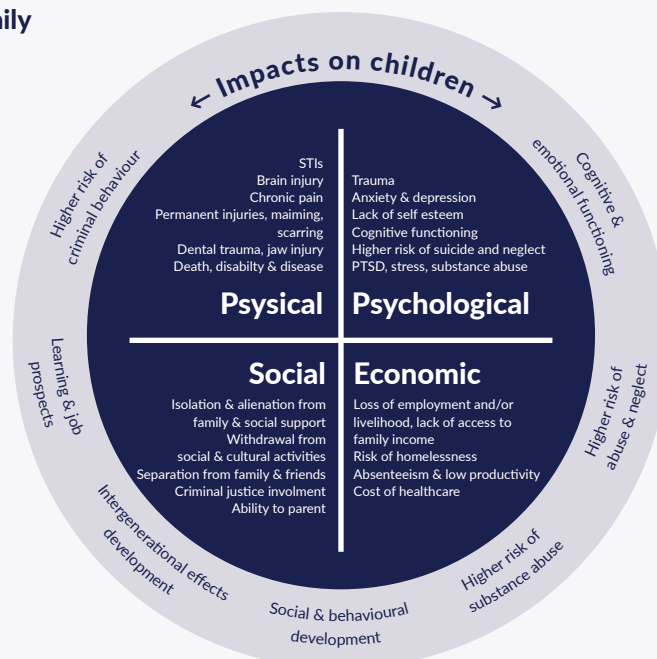 ← Impacts on children →
Higher risk of
criminal behaviour
Cognitive &
emotional functioning
STIs
Brain injury
Chronic pain
Permanent injuries, maiming,
scarring
Dental trauma, jaw injury
Death, disabilty & disease
Psysical
Trauma
Anxiety & depression
Lack of self esteem
Cognitive functioning
Higher risk of suicide and neglect
PTSD, stress, substance abuse
Psychological
Social
Isolation & alienation from
family & social support
Withdrawal from
social & cultural activities
Separation from family & friends
Criminal justice involment
Ability to parent
Economic
Loss of employment and/or
livelihood, lack of access to
family income
Risk of homelessness
Absenteeism & low productivity
Cost of healthcare
Learning & job
prospects
Higher risk of
abuse & neglect
Intergenerational effects
development
Higher risk of
substance abuse
Social & behavioural
development